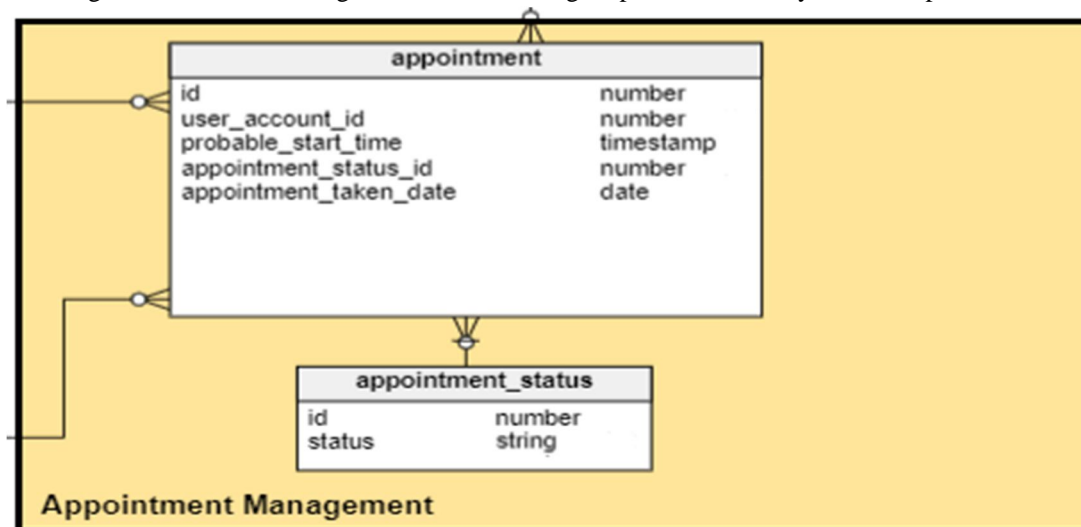 appointment
id number
user_account_id number
probable_start_time timestamp
appointment_status_id number
appointment_taken_date date
appointment_status
id number
status string
Appointment Management